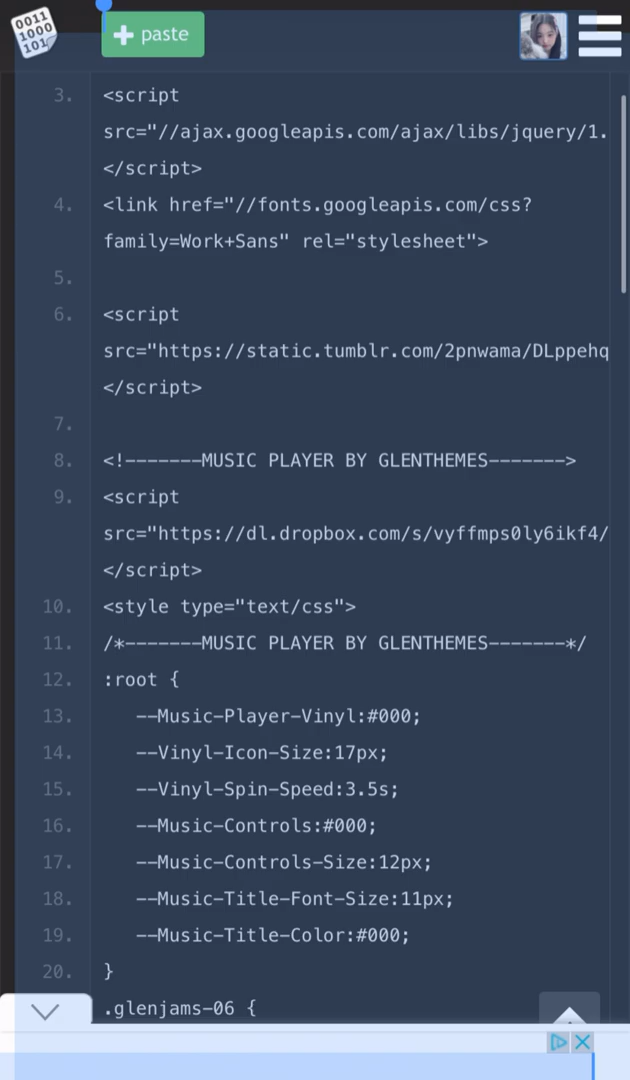 0011
1000
101
+ paste
3. <script
src="//ajax.googleapis.com/ajax/libs/jquery/1.
</script>
4. <link href="//fonts.googleapis.com/css?
family=Work+Sans" rel="stylesheet">
5.
6. <script
src="https://static.tumblr.com/2pnwama/DLppehq
</script>
7.
8. <!-------MUSIC PLAYER BY GLENTHEMES------->
9. <script
src="https://dl.dropbox.com/s/vyffmps0ly6ikf4/
</script>
10. <style type="text/css">
11. /*-------MUSIC PLAYER BY GLENTHEMES-------*/
12. :root {
13. --Music-Player-Vinyl:#000;
14. --Vinyl-Icon-Size:17px;
15. --Vinyl-Spin-Speed:3.5s;
16. --Music-Controls:#000;
17. --Music-Controls-Size:12px;
18. --Music-Title-Font-Size:11px;
19. --Music-Title-Color:#000;
20. }
.glenjams-06 {